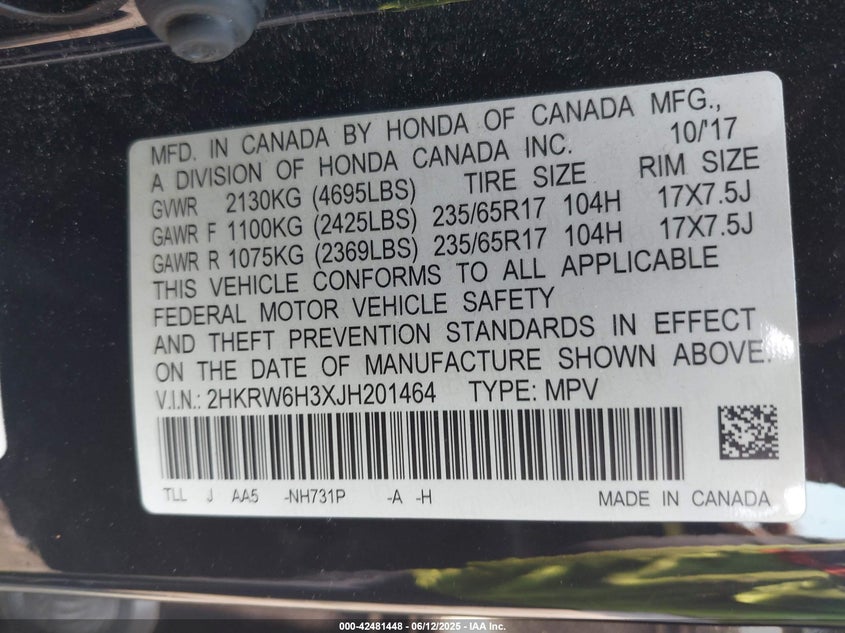 MFD. IN CANADA BY HONDA OF CANADA MFG.,
A DIVISION OF HONDA CANADA INC. 10/'17
TIRE SIZE RIM SIZE
GVWR 2130KG (4695LBS)
GAWR F 1100KG (2425LBS) 235/65R17 104H 17X7.5J
GAWR R 1075KG (2369LBS) 235/65R17 104H 17X7.5J
THIS VEHICLE CONFORMS TO ALL APPLICABLE
FEDERAL MOTOR VEHICLE SAFETY
AND THEFT PREVENTION STANDARDS IN EFFECT
ON THE DATE OF MANUFACTURE SHOWN ABOVE.
V.I.N.: 2HKRW6H3XJH201464 TYPE: MPV
TLL J AA5 -NH731P -A -H MADE IN CANADA
000-42481448 - 06/12/2025 - IAA Inc.